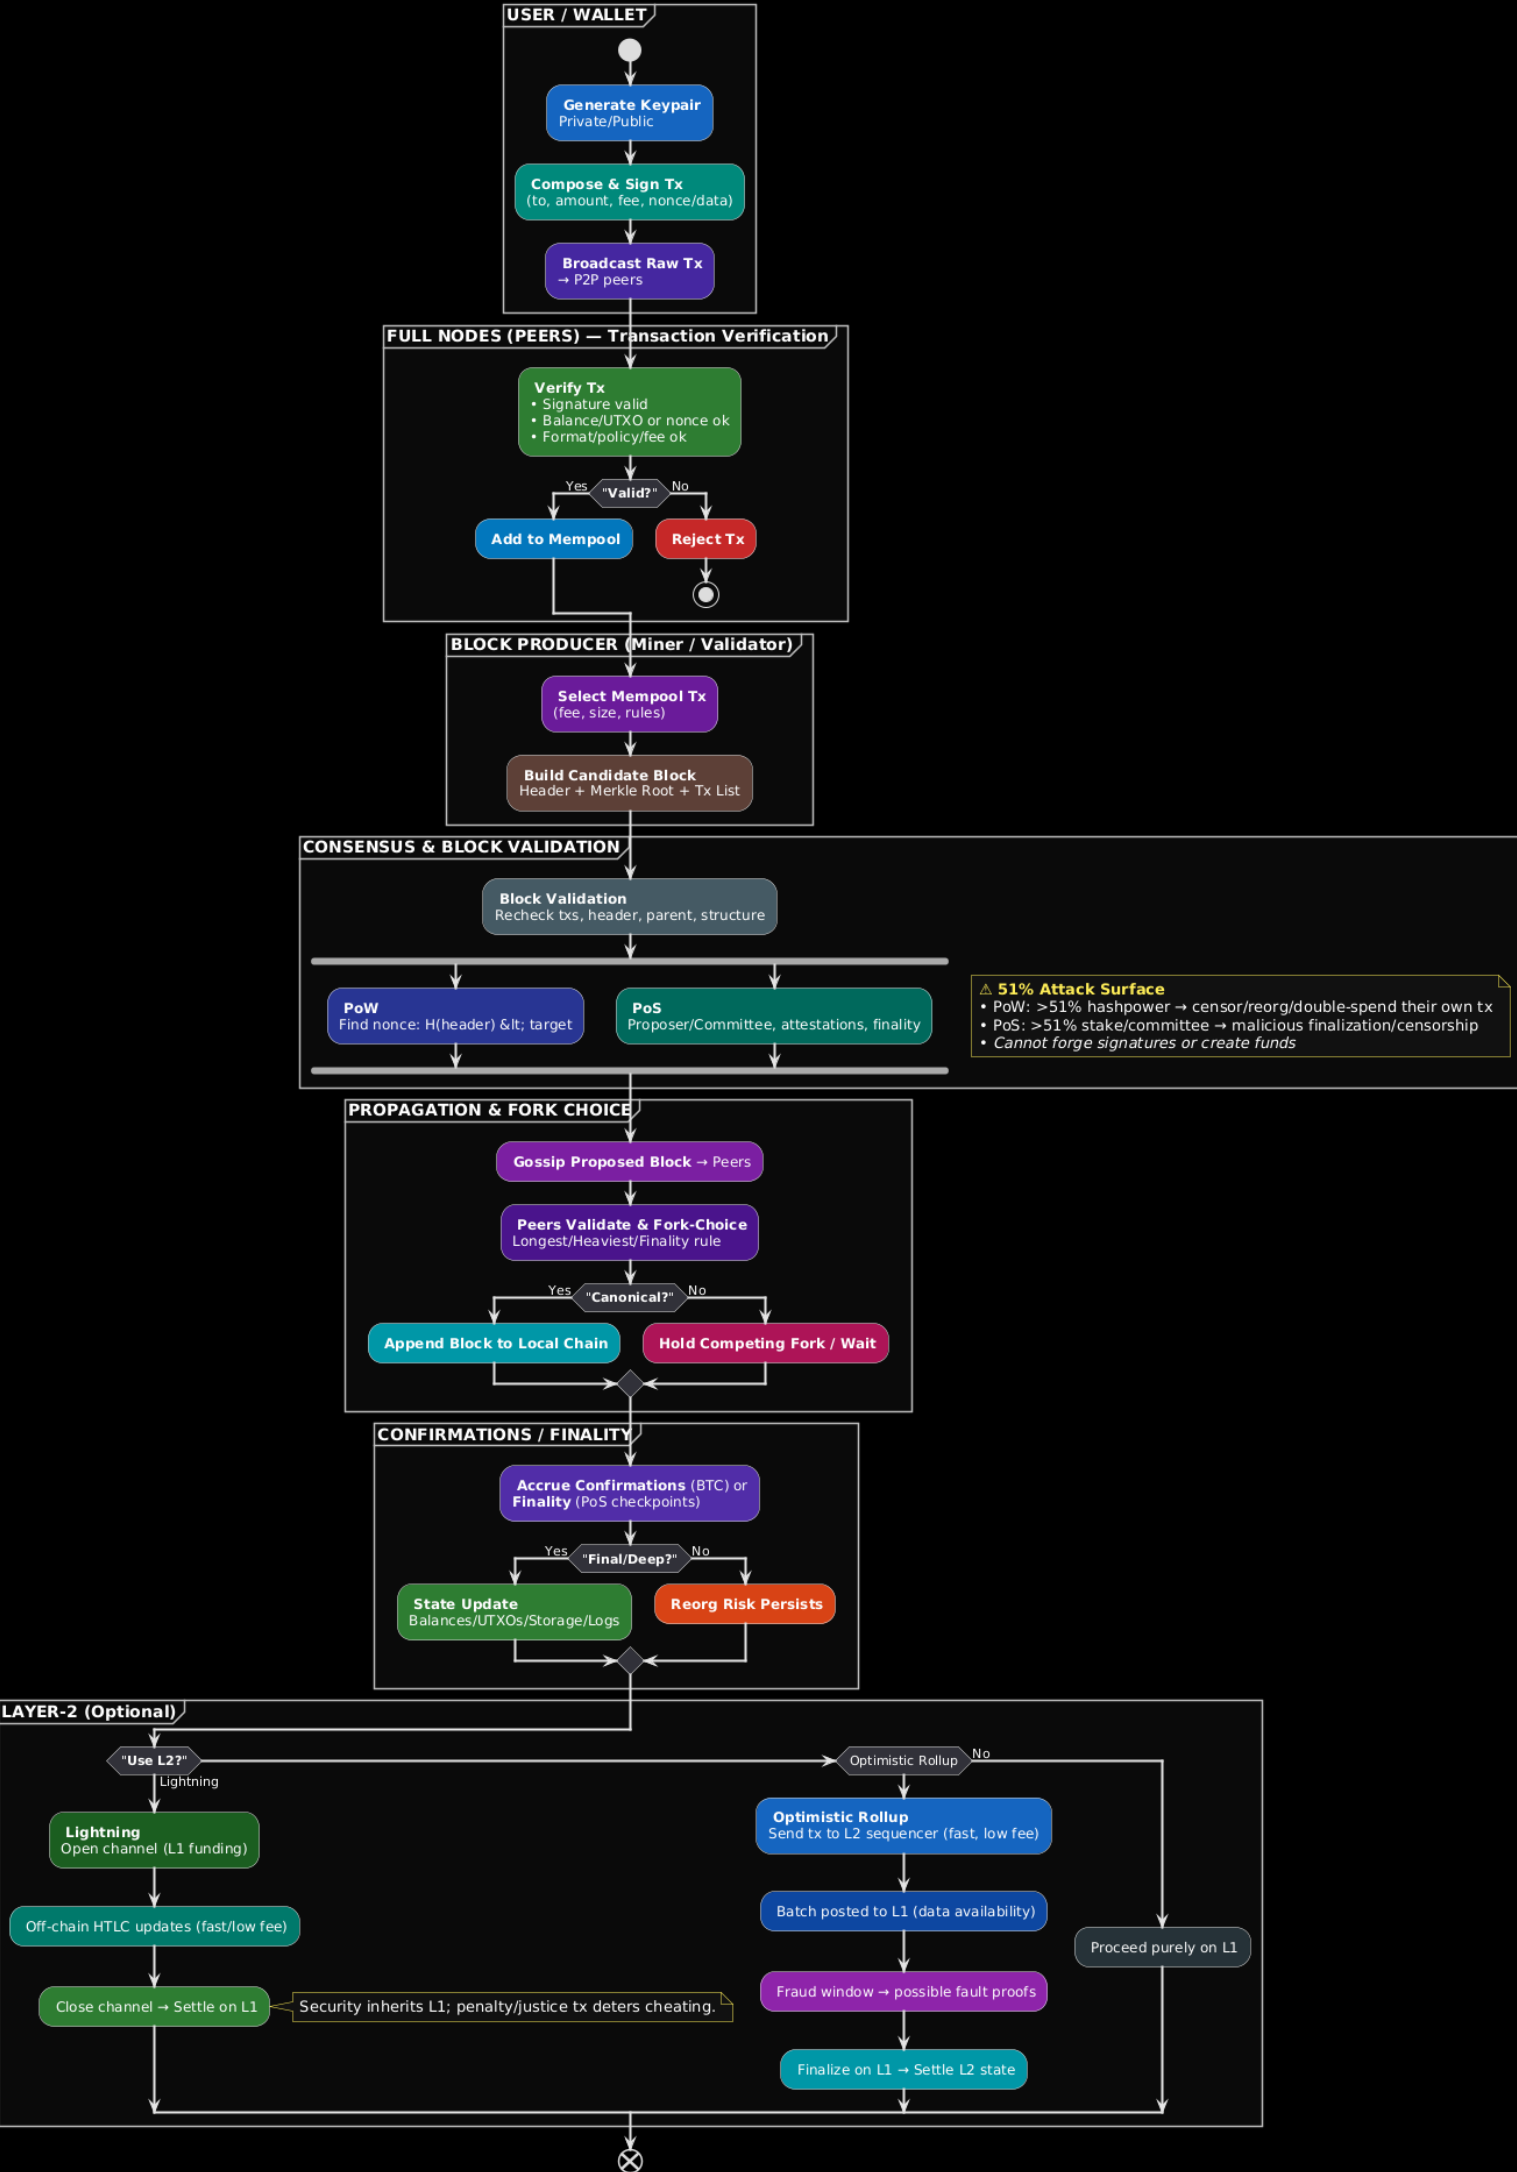 USER / WALLET
Generate Keypair
Private/Public
Compose & Sign Tx
(to, amount, fee, nonce/data)
Broadcast Raw Tx
→ P2P peers
FULL NODES (PEERS) — Transaction Verification
Verify Tx
• Signature valid
• Balance/UTXO or nonce ok
• Format/policy/fee ok
Yes
"Valid?"
No
Add to Mempool
Reject Tx
BLOCK PRODUCER (Miner / Validator)
Select Mempool Tx
(fee, size, rules)
Build Candidate Block
Header + Merkle Root + Tx List
CONSENSUS & BLOCK VALIDATION
Block Validation
Recheck txs, header, parent, structure
PoW
Find nonce: H(header) &lt; target
PoS
Proposer/Committee, attestations, finality
⚠ 51% Attack Surface
• PoW: >51% hashpower → censor/reorg/double-spend their own tx
• PoS: >51% stake/committee → malicious finalization/censorship
• Cannot forge signatures or create funds
PROPAGATION & FORK CHOICE
Gossip Proposed Block → Peers
Peers Validate & Fork-Choice
Longest/Heaviest/Finality rule
Yes
"Canonical?"
No
Append Block to Local Chain
Hold Competing Fork / Wait
CONFIRMATIONS / FINALITY
Accrue Confirmations (BTC) or
Finality (PoS checkpoints)
Yes
"Final/Deep?"
No
State Update
Balances/UTXOs/Storage/Logs
Reorg Risk Persists
LAYER-2 (Optional)
"Use L2?"
Lightning
Optimistic Rollup
No
Lightning
Open channel (L1 funding)
Off-chain HTLC updates (fast/low fee)
Close channel → Settle on L1
Security inherits L1; penalty/justice tx deters cheating.
Optimistic Rollup
Send tx to L2 sequencer (fast, low fee)
Batch posted to L1 (data availability)
Fraud window → possible fault proofs
Finalize on L1 → Settle L2 state
Proceed purely on L1